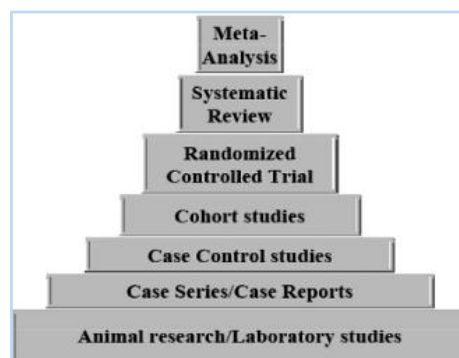 Meta-
Analysis
Systematic
Review
Randomized
Controlled Trial
Cohort studies
Case Control studies
Case Series/Case Reports
Animal research/Laboratory studies